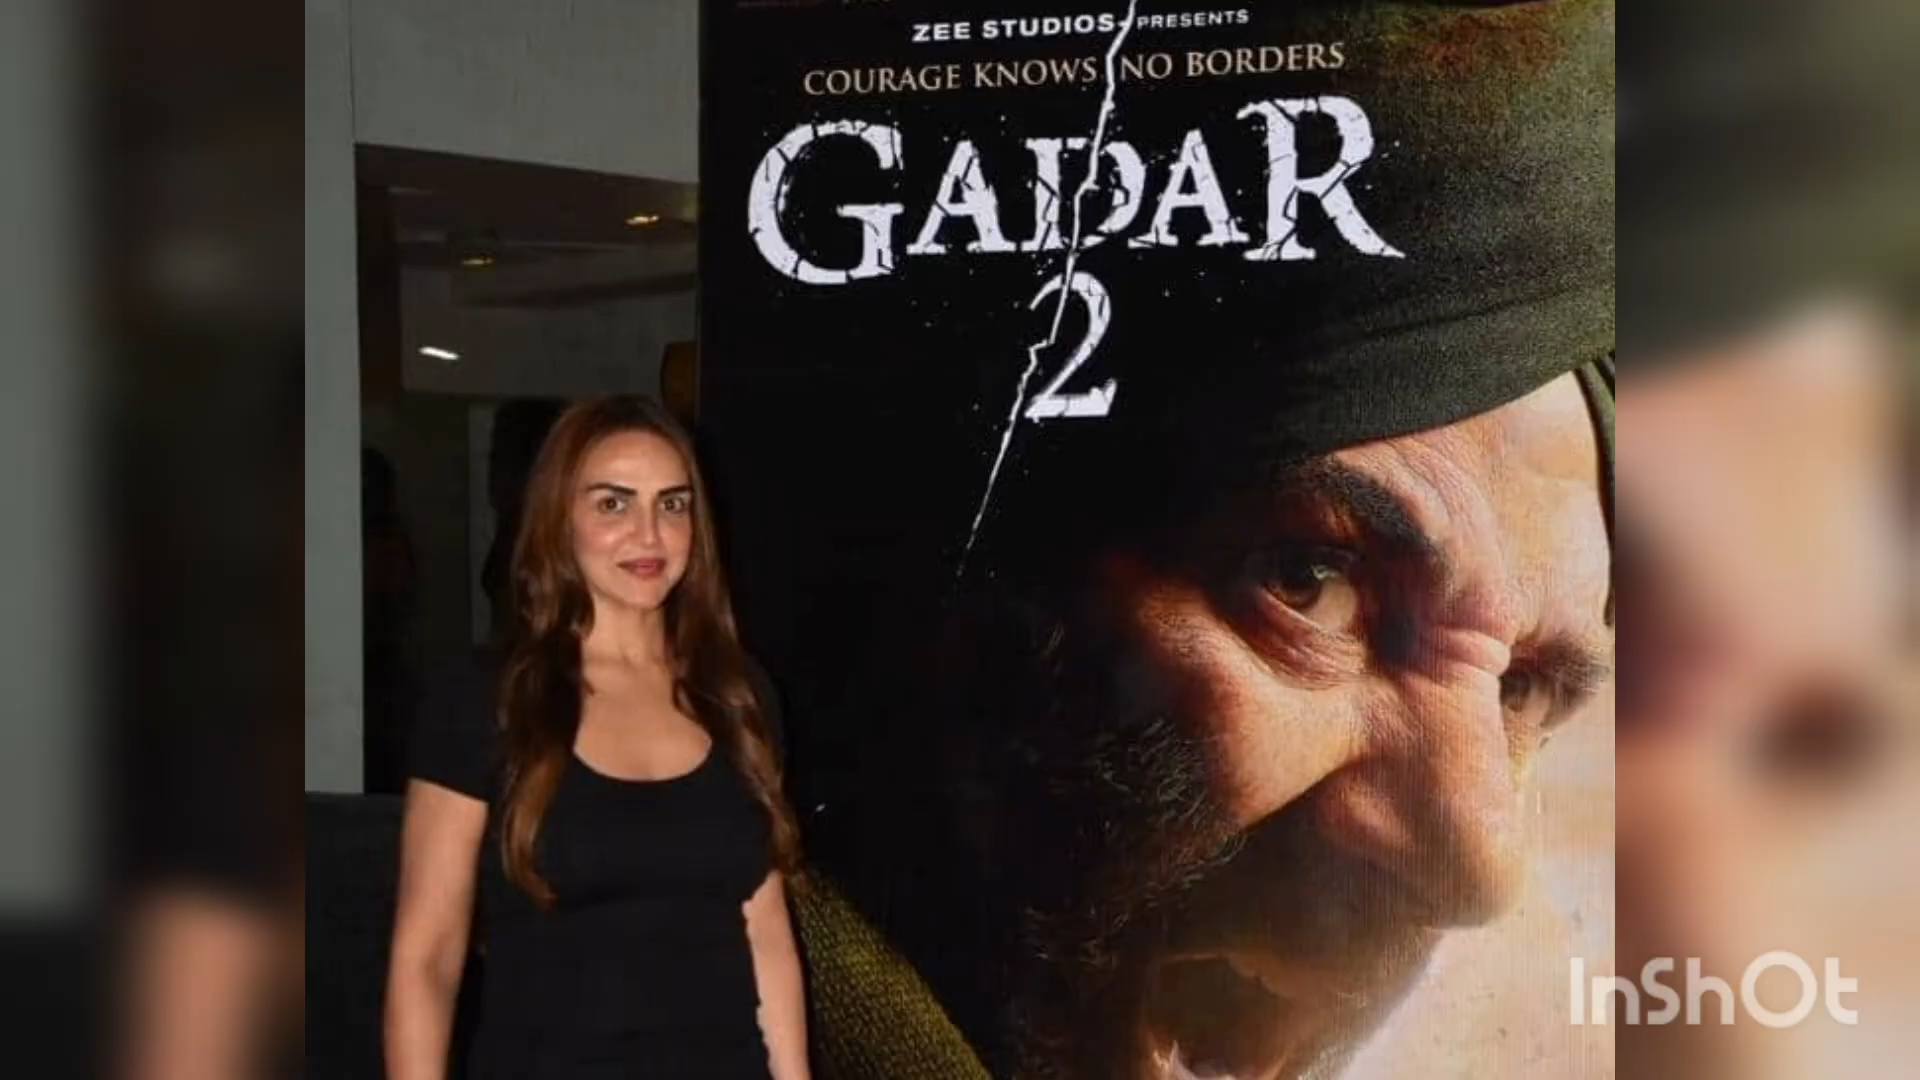 ZEE STUDIOS PRESENTS
COURAGE KNOWS NO BORDERS
GADAR
2
InShOt